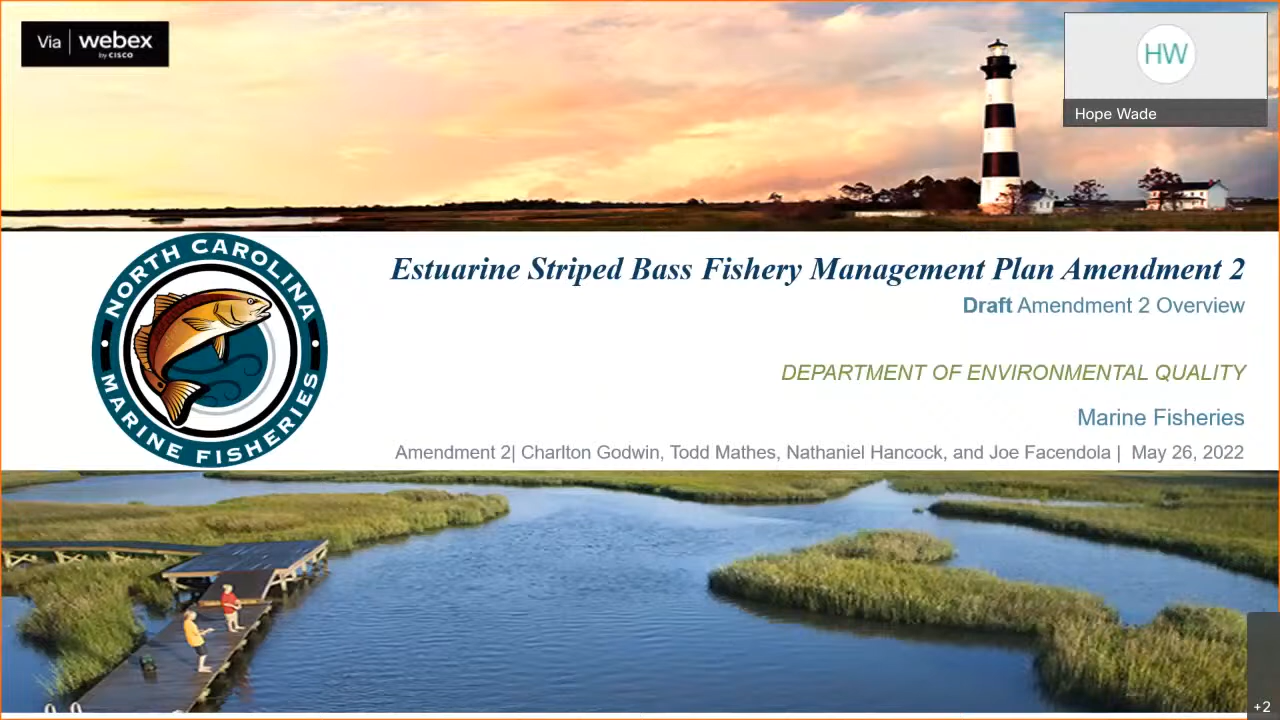 Via | webex
by CISCO
HW
Hope Wade
NORTH CAROLINA
MARINE FISHERIES
Estuarine Striped Bass Fishery Management Plan Amendment 2
Draft Amendment 2 Overview
DEPARTMENT OF ENVIRONMENTAL QUALITY
Marine Fisheries
Amendment 2| Charlton Godwin, Todd Mathes, Nathaniel Hancock, and Joe Facendola | May 26, 2022
+2